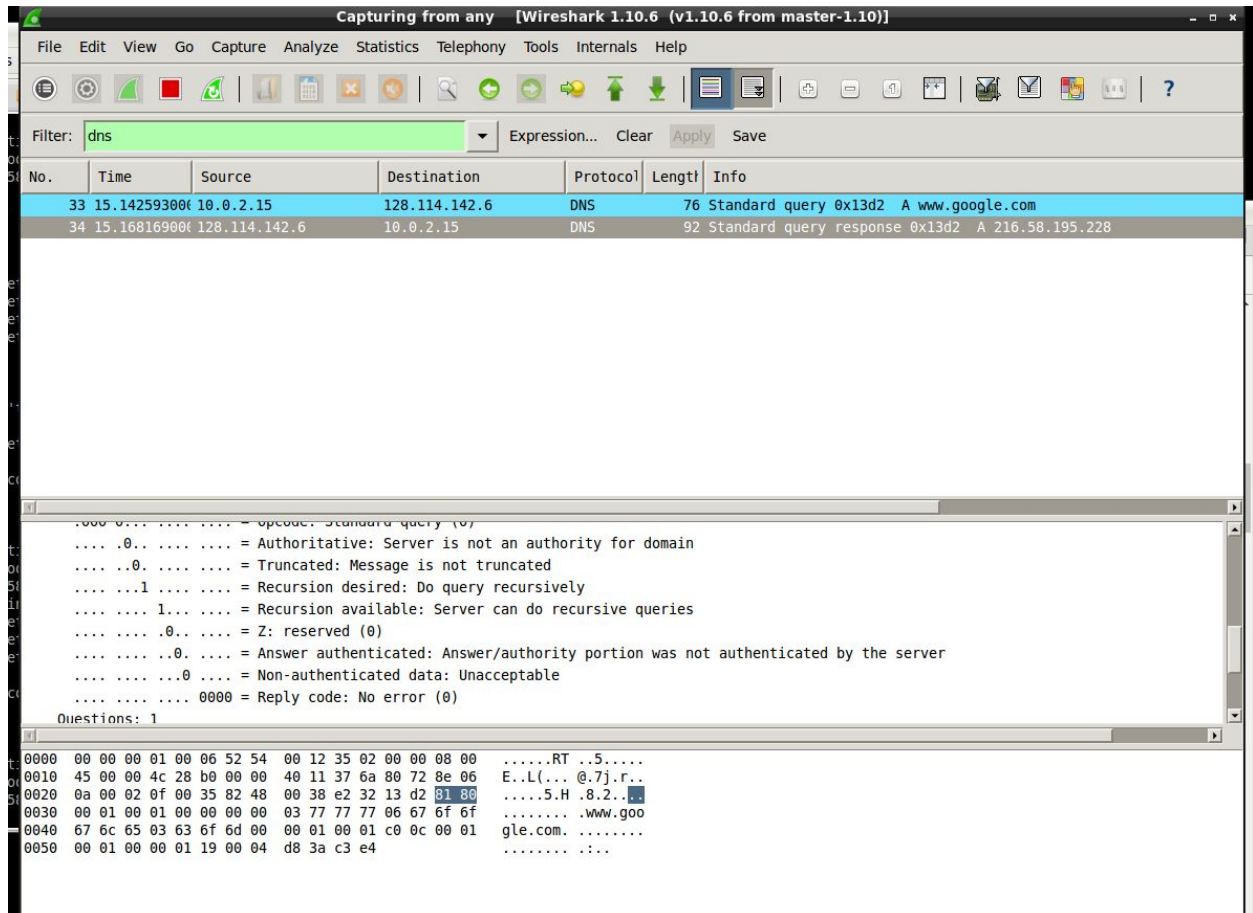 Capturing from any [Wireshark 1.10.6 (v1.10.6 from master-1.10)]
File Edit View Go Capture Analyze Statistics Telephony Tools Internals Help
Filter: dns Expression... Clear Apply Save
No. Time Source Destination Protocol Length Info
33 15.142593000 10.0.2.15 128.114.142.6 DNS 76 Standard query 0x13d2 A www.google.com
34 15.168169000 128.114.142.6 10.0.2.15 DNS 92 Standard query response 0x13d2 A 216.58.195.228
.000 0... .... .... = Opcode: Standard query (0)
.... .0.. .... .... = Authoritative: Server is not an authority for domain
.... ..0. .... .... = Truncated: Message is not truncated
.... ...1 .... .... = Recursion desired: Do query recursively
.... .... 1... .... = Recursion available: Server can do recursive queries
.... .... .0.. .... = Z: reserved (0)
.... .... ..0. .... = Answer authenticated: Answer/authority portion was not authenticated by the server
.... .... ...0 .... = Non-authenticated data: Unacceptable
.... .... .... 0000 = Reply code: No error (0)
Questions: 1
0000 00 00 00 01 00 06 52 54 00 12 35 02 00 00 08 00 ......RT ..5.....
0010 45 00 00 4c 28 b0 00 00 40 11 37 6a 80 72 8e 06 E..L(... @.7j.r..
0020 0a 00 02 0f 00 35 82 48 00 38 e2 32 13 d2 81 80 .....5.H .8.2....
0030 00 01 00 01 00 00 00 00 03 77 77 77 06 67 6f 6f ........ .www.goo
0040 67 6c 65 03 63 6f 6d 00 00 01 00 01 c0 0c 00 01 gle.com. ........
0050 00 01 00 00 01 19 00 04 d8 3a c3 e4 ........ .:..